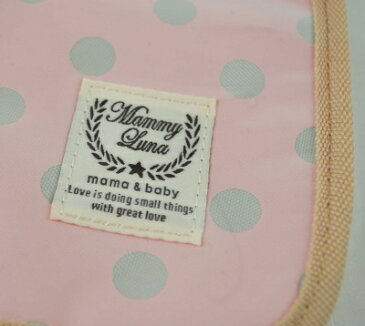 Mammy
Luna
mama & baby
Love is doing small things
with great love